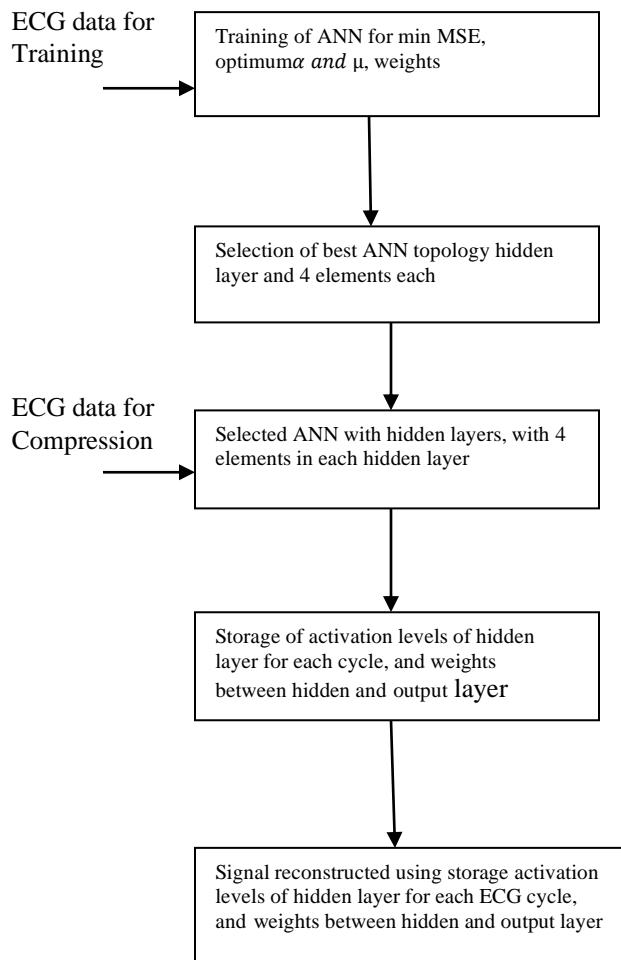 ECG data for
Training
Training of ANN for min MSE,
optimumα and μ, weights
Selection of best ANN topology hidden
layer and 4 elements each
ECG data for
Compression
Selected ANN with hidden layers, with 4
elements in each hidden layer
Storage of activation levels of hidden
layer for each cycle, and weights
between hidden and output layer
Signal reconstructed using storage activation
levels of hidden layer for each ECG cycle,
and weights between hidden and output layer